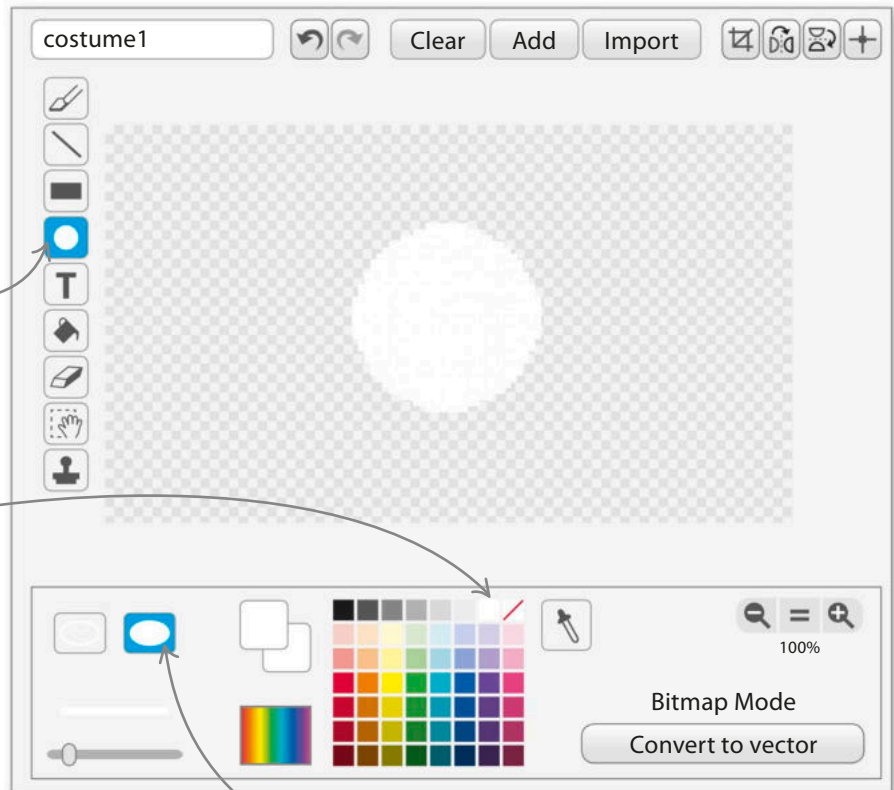 costume1
Clear
Add
Import
T
100%
Bitmap Mode
Convert to vector